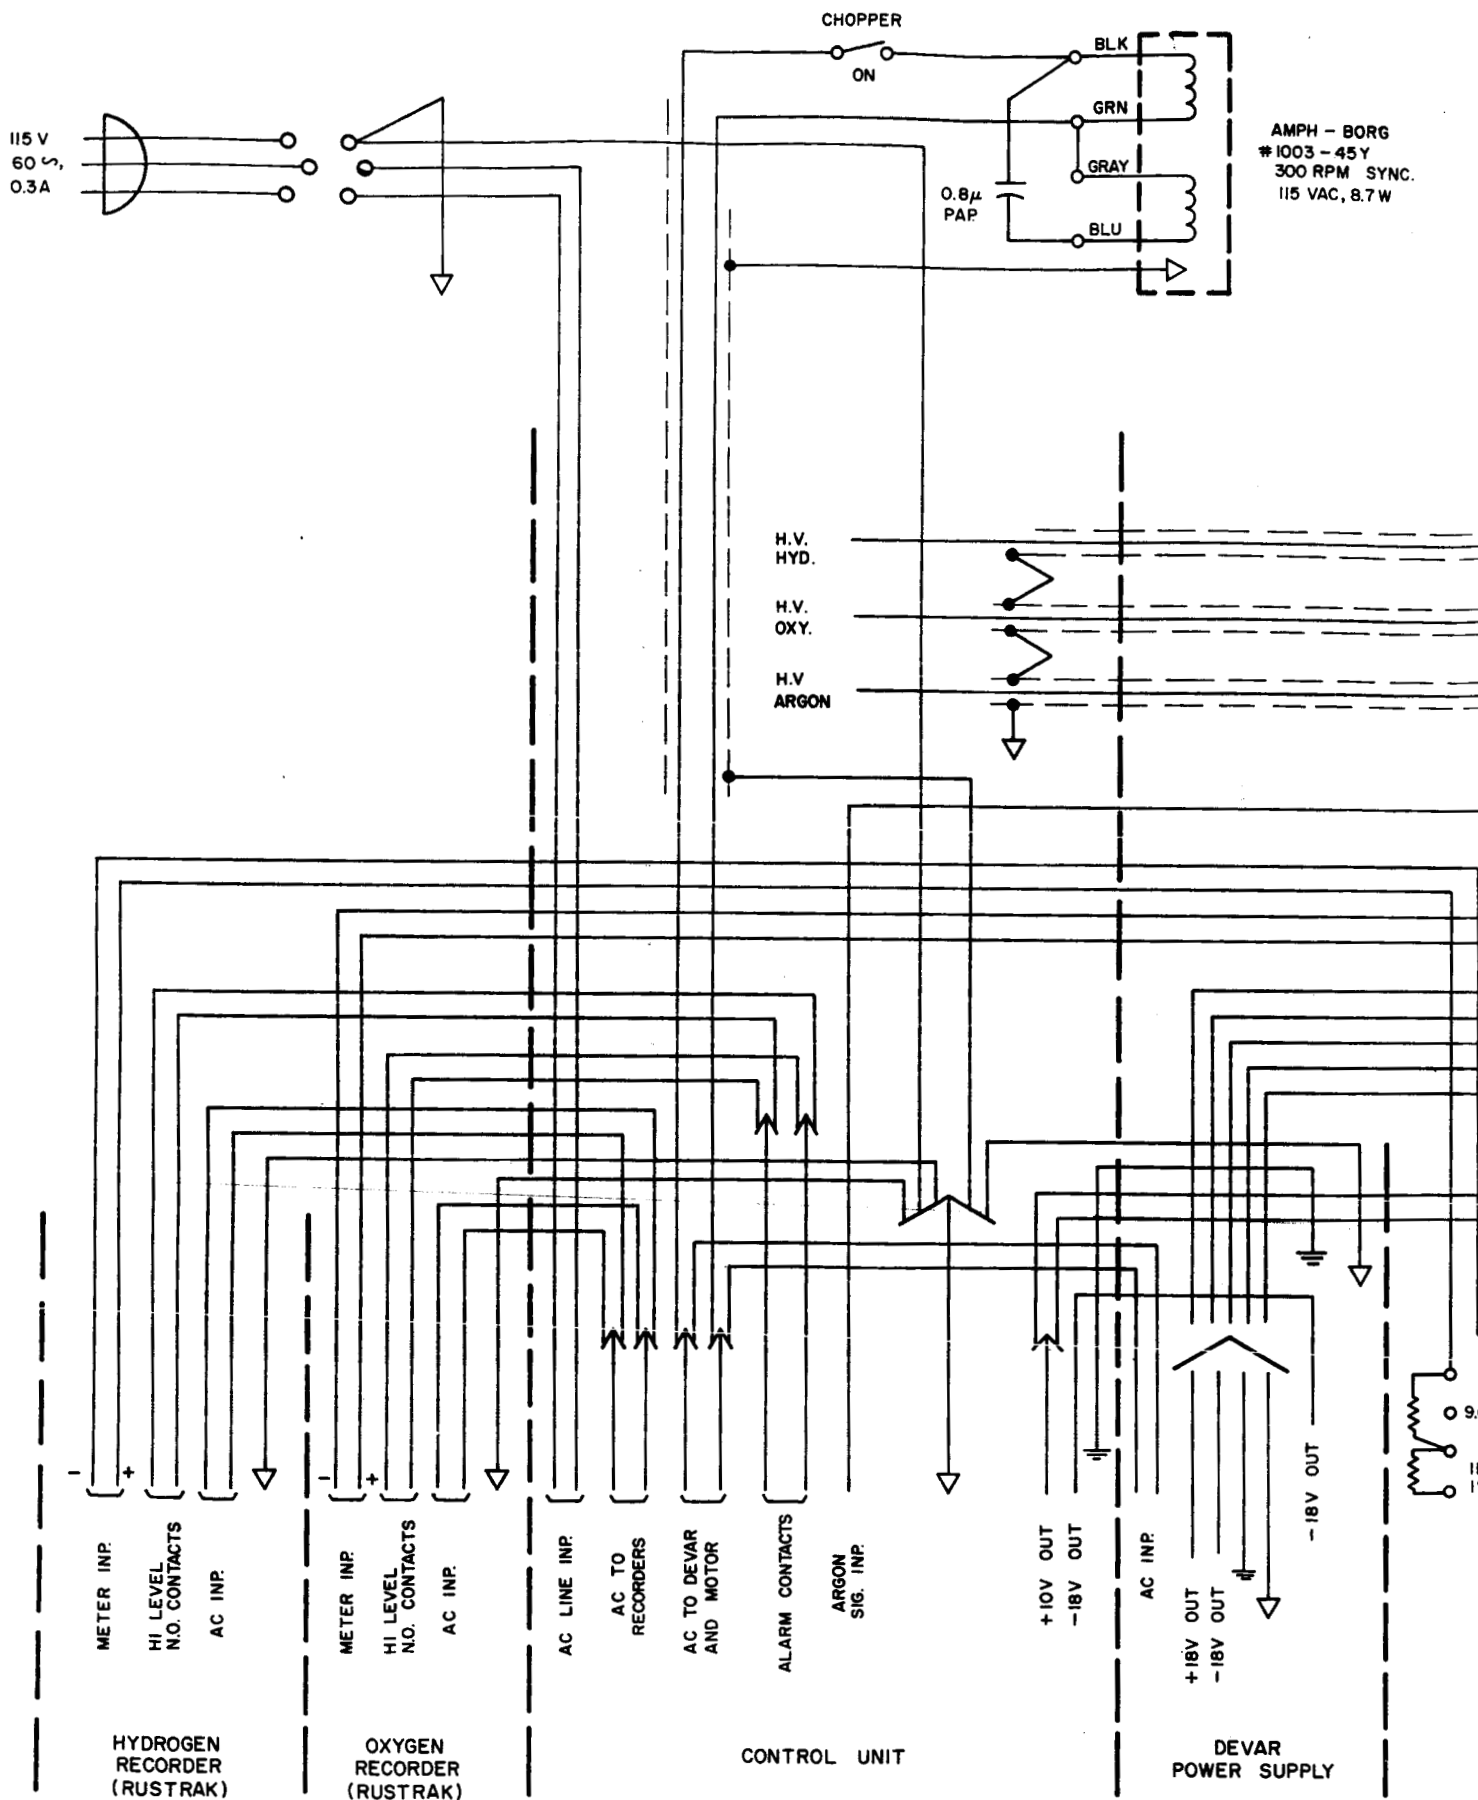 CHOPPER
ON
BLK
GRN
GRAY
BLU
115 V
60 ∽,
0.3A
0.8μ
PAP.
AMPH - BORG
#1003-45Y
300 RPM SYNC.
115 VAC, 8.7W
H.V.
HYD.
H.V.
OXY.
H.V
ARGON
9.
-
+
-
+
METER INP.
HI LEVEL
N.O. CONTACTS
AC INP.
METER INP.
HI LEVEL
N.O. CONTACTS
AC INP.
AC LINE INP.
AC TO
RECORDERS
AC TO DEVAR
AND MOTOR
ALARM CONTACTS
ARGON
SIG. INP.
+10V OUT
-18V OUT
AC INP.
+18V OUT
-18V OUT
-18V OUT
HYDROGEN
RECORDER
(RUSTRAK)
OXYGEN
RECORDER
(RUSTRAK)
CONTROL UNIT
DEVAR
POWER SUPPLY